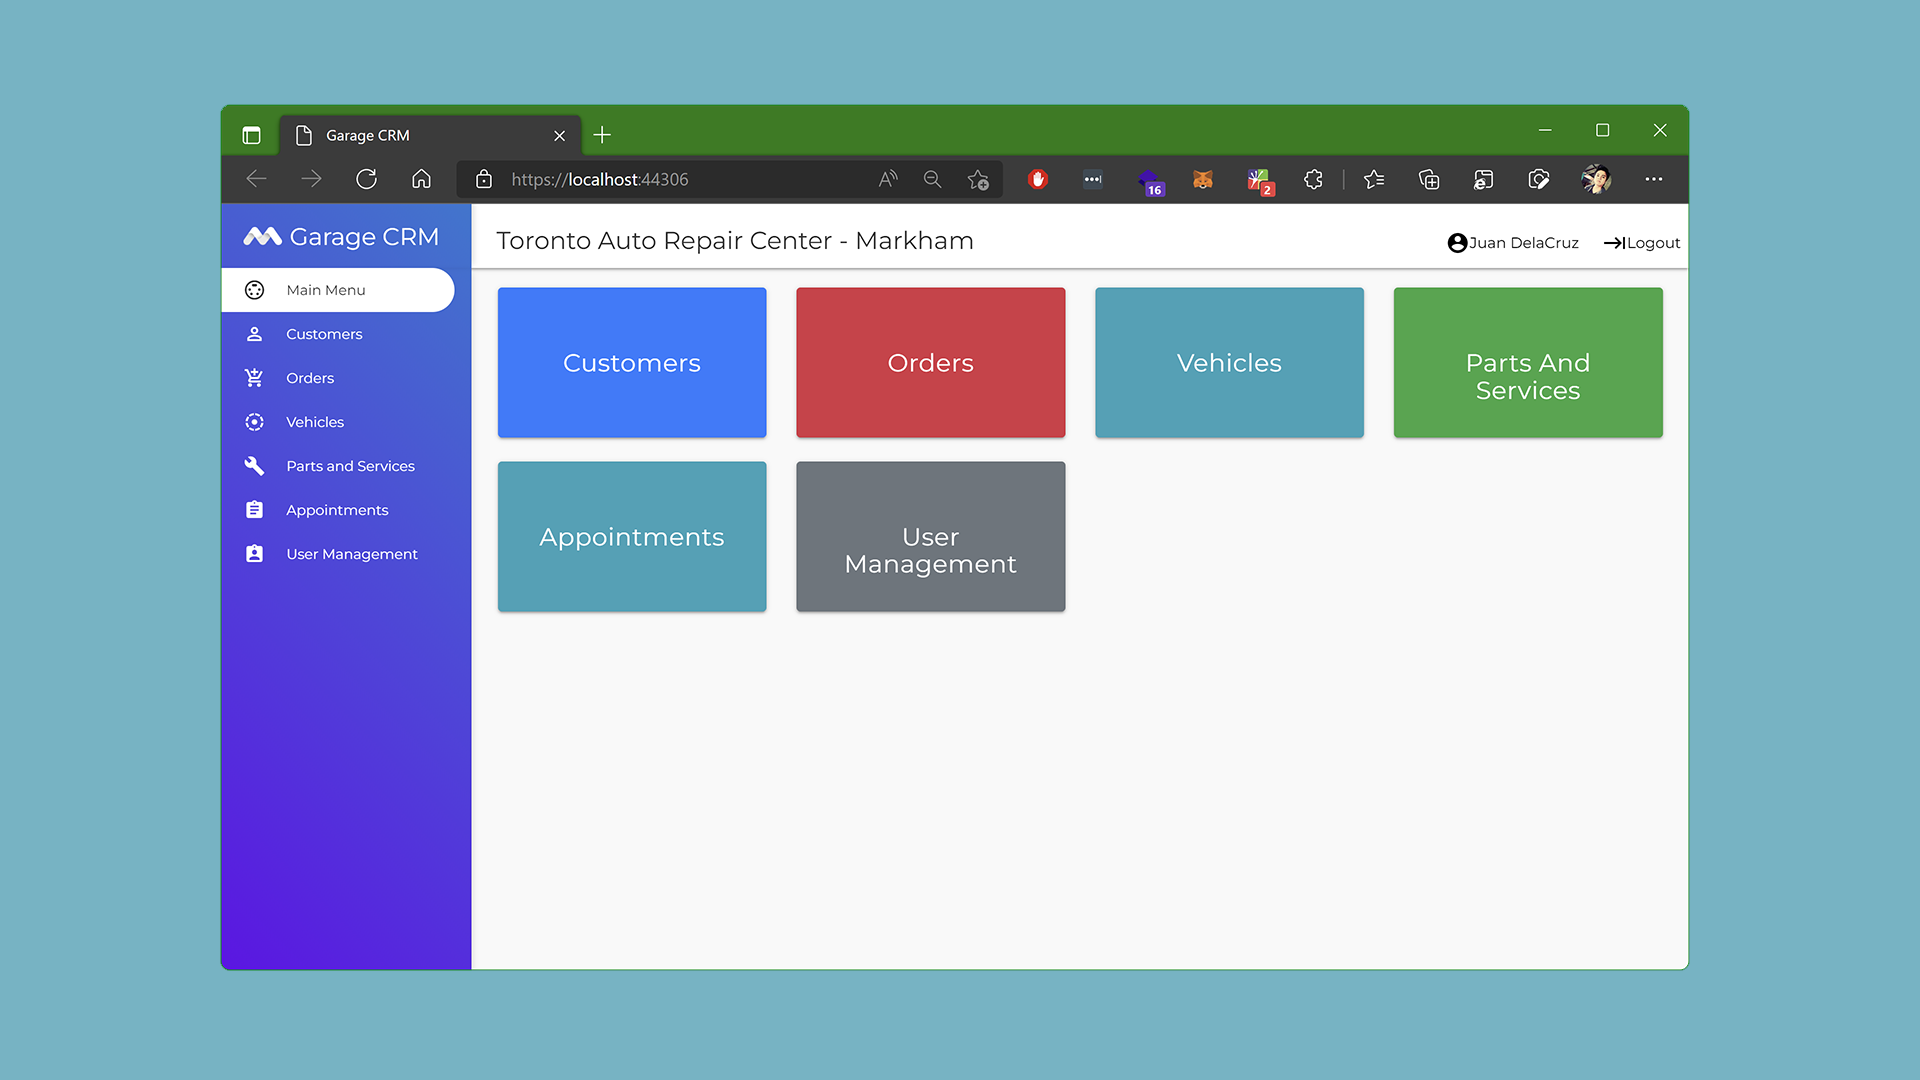 Garage CRM
https://localhost:44306
16
2
Garage CRM
Toronto Auto Repair Center - Markham
Juan DelaCruz
Logout
Main Menu
Customers
Orders
Vehicles
Parts and Services
Appointments
User Management
Customers
Orders
Vehicles
Parts And
Services
Appointments
User
Management